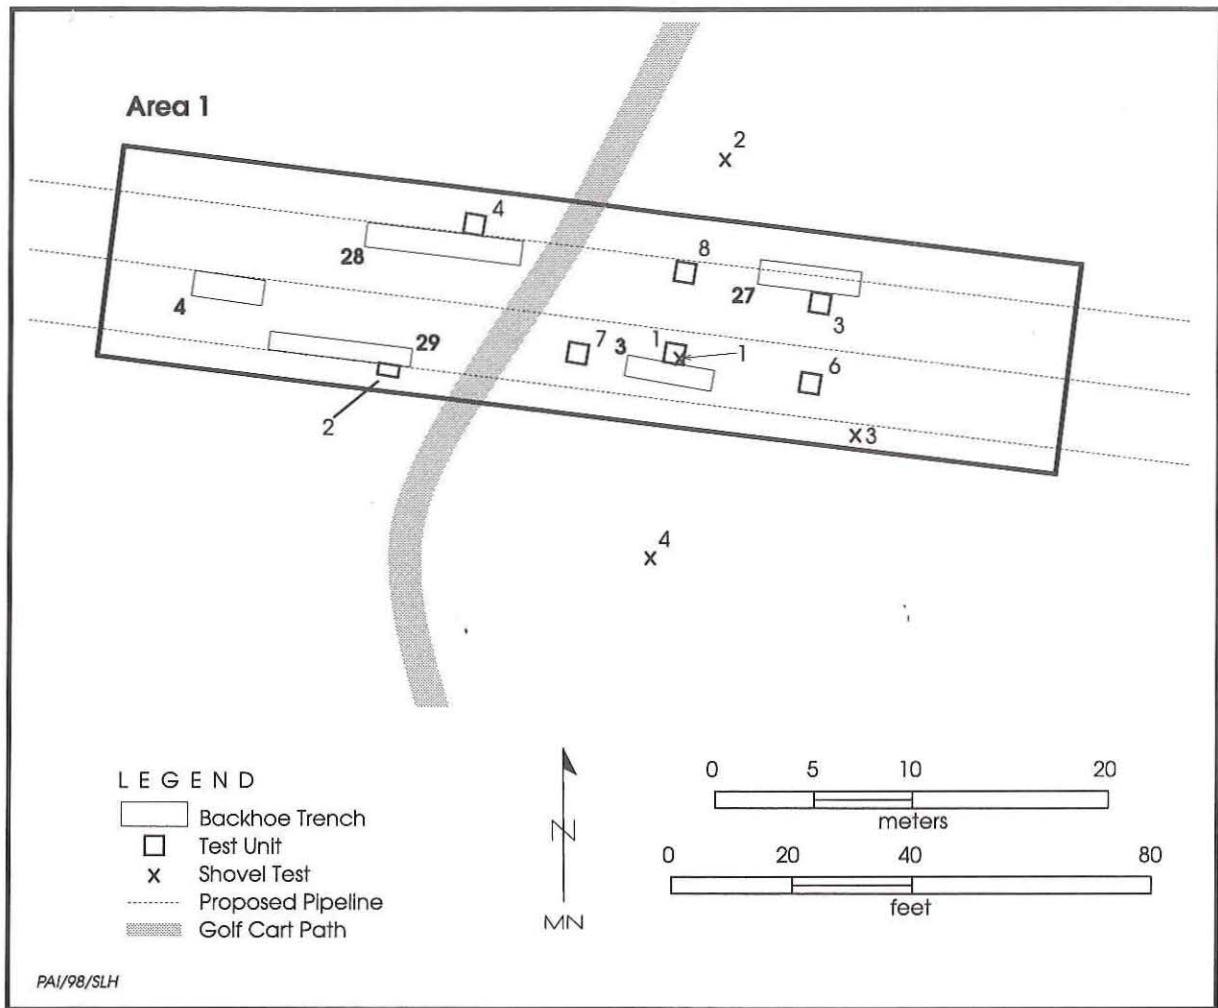 Area 1
2
4
8
28
27
4
3
29
7
3
1
1
6
2
3
4
LEGEND
Backhoe Trench
Test Unit
x Shovel Test
Proposed Pipeline
Golf Cart Path
N
MN
0 5 10 20
meters
0 20 40 80
feet
PAI/98/SLH